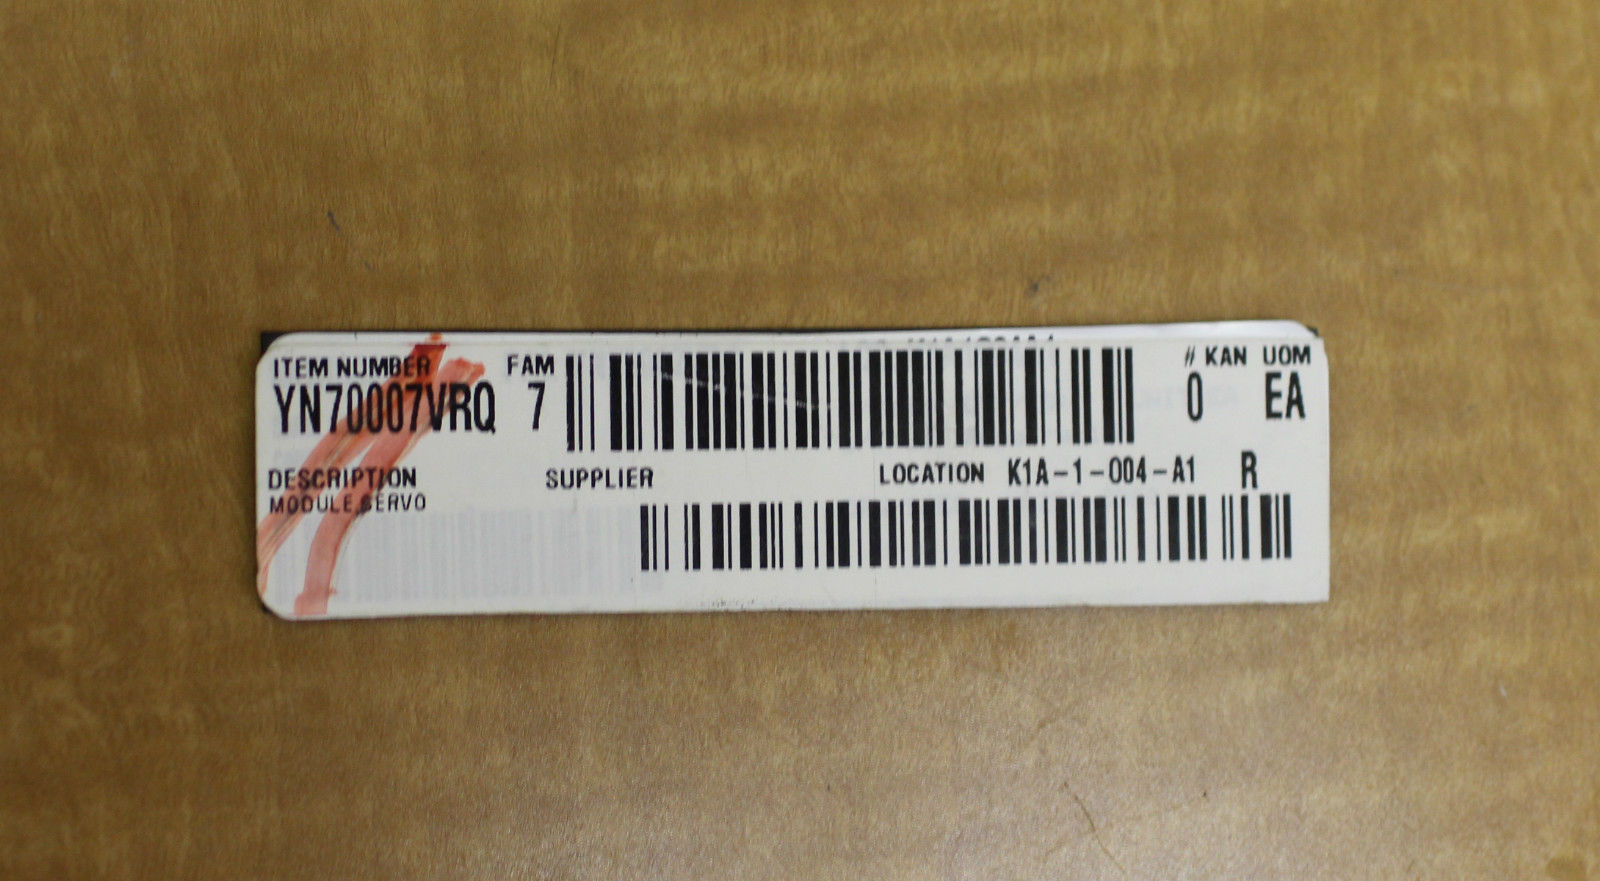 ITEM NUMBER FAM # KAN UOM
YN70007VRQ 7 0 EA
DESCRIPTION SUPPLIER LOCATION K1A-1-004-A1 R
MODULE,SERVO